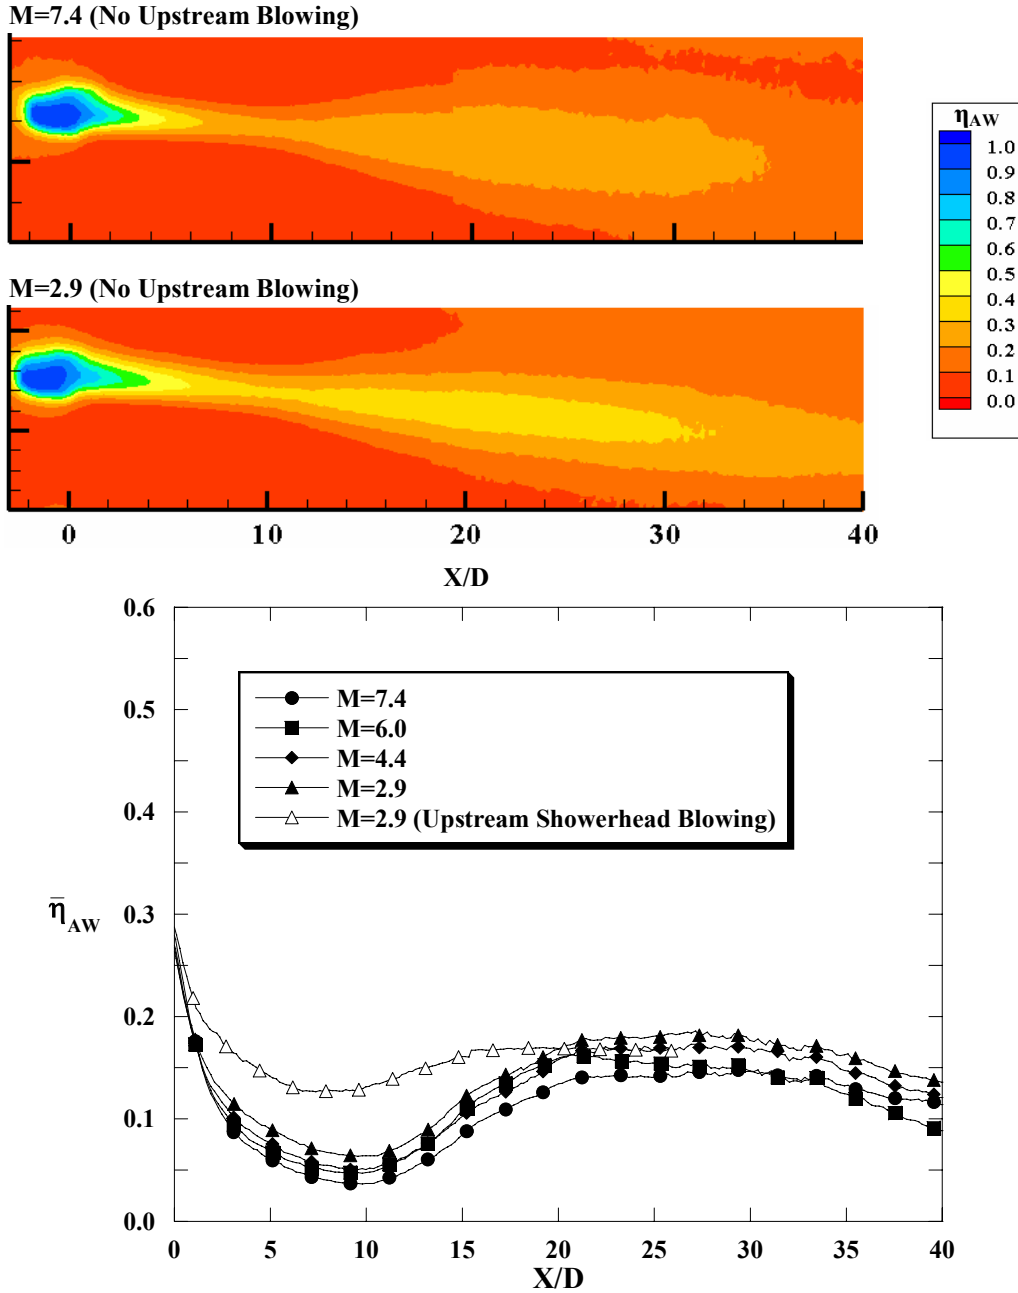 M=7.4 (No Upstream Blowing)
ηAW
1.0
0.9
0.8
0.7
0.6
0.5
0.4
0.3
0.2
0.1
0.0
M=2.9 (No Upstream Blowing)
0 10 20 30 40
X/D
0.6
0.5
0.4
0.3
0.2
0.1
0.0
η̅AW
M=7.4
M=6.0
M=4.4
M=2.9
M=2.9 (Upstream Showerhead Blowing)
0 5 10 15 20 25 30 35 40
X/D